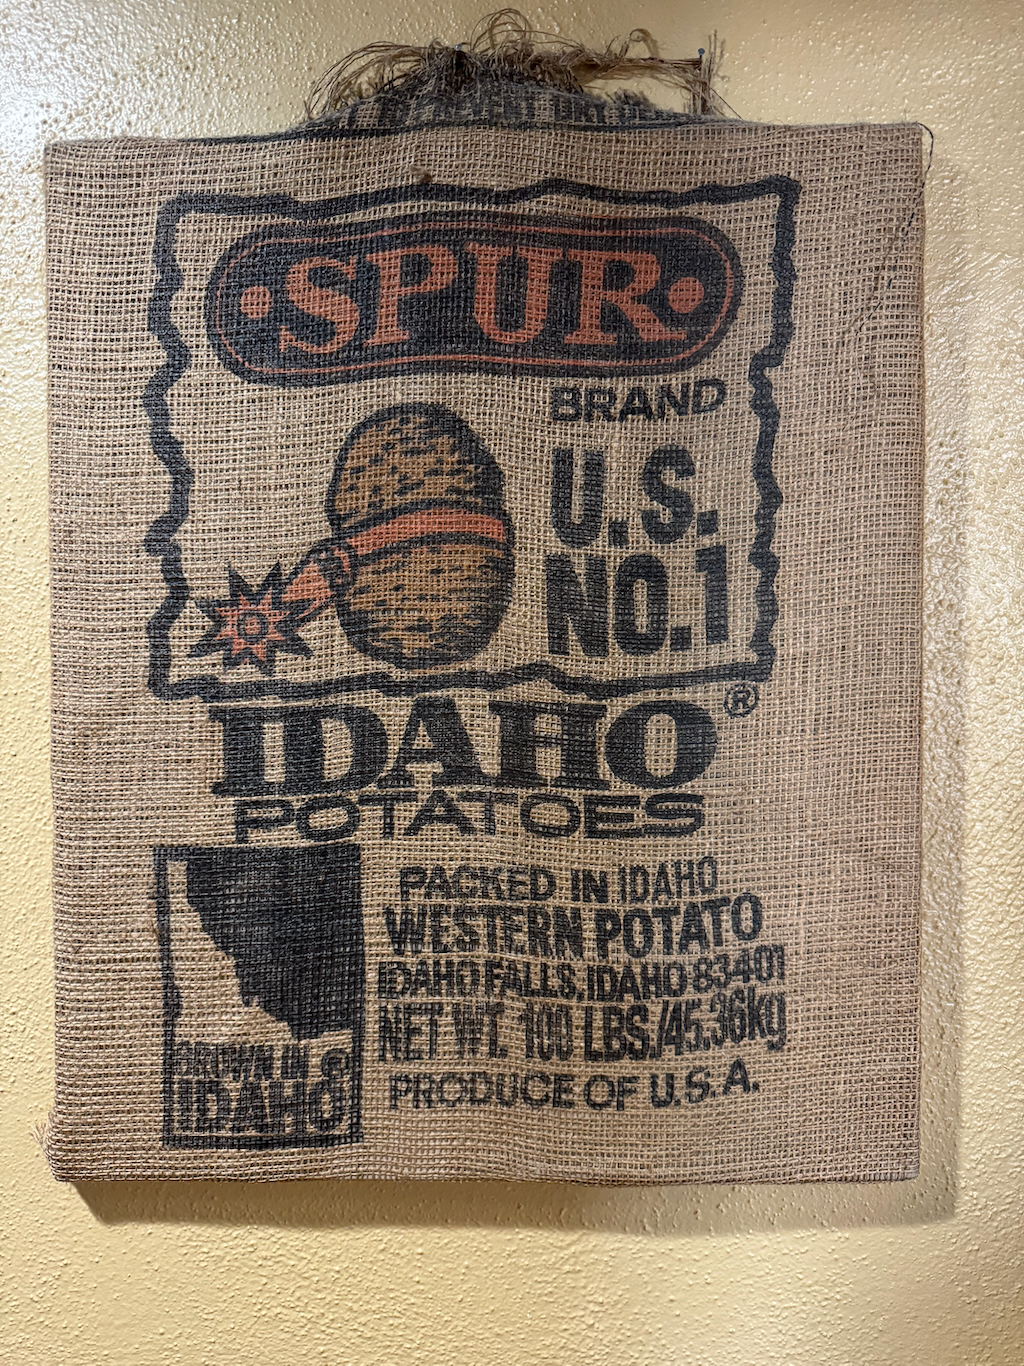 • SPUR •
BRAND
U.S.
NO.1
IDAHO®
POTATOES
PACKED IN IDAHO
WESTERN POTATO
IDAHO FALLS, IDAHO 83401
NET WT. 100 LBS./45.36kg
PRODUCE OF U.S.A.
GROWN IN
IDAHO®